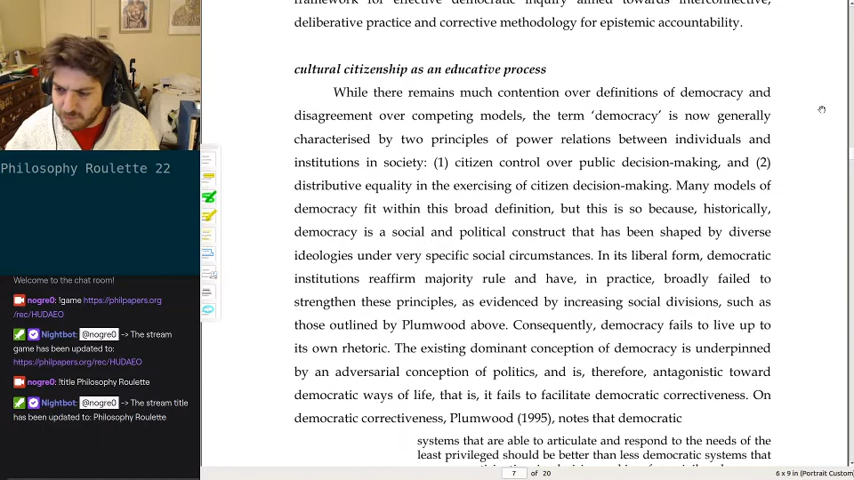 framework for effective democratic inquiry aimed towards interconnective,
deliberative practice and corrective methodology for epistemic accountability.
cultural citizenship as an educative process
While there remains much contention over definitions of democracy and
disagreement over competing models, the term ‘democracy’ is now generally
characterised by two principles of power relations between individuals and
institutions in society: (1) citizen control over public decision-making, and (2)
distributive equality in the exercising of citizen decision-making. Many models of
democracy fit within this broad definition, but this is so because, historically,
democracy is a social and political construct that has been shaped by diverse
ideologies under very specific social circumstances. In its liberal form, democratic
institutions reaffirm majority rule and have, in practice, broadly failed to
strengthen these principles, as evidenced by increasing social divisions, such as
those outlined by Plumwood above. Consequently, democracy fails to live up to
its own rhetoric. The existing dominant conception of democracy is underpinned
by an adversarial conception of politics, and is, therefore, antagonistic toward
democratic ways of life, that is, it fails to facilitate democratic correctiveness. On
democratic correctiveness, Plumwood (1995), notes that democratic
systems that are able to articulate and respond to the needs of the
least privileged should be better than less democratic systems that
7 of 20
6 x 9 in (Portrait Custom
Philosophy Roulette 22
Welcome to the chat room!
nogre0: !game https://philpapers.org
/rec/HUDAEO
Nightbot: @nogre0 -> The stream
game has been updated to:
https://philpapers.org/rec/HUDAEO
nogre0: !title Philosophy Roulette
Nightbot: @nogre0 -> The stream title
has been updated to: Philosophy Roulette